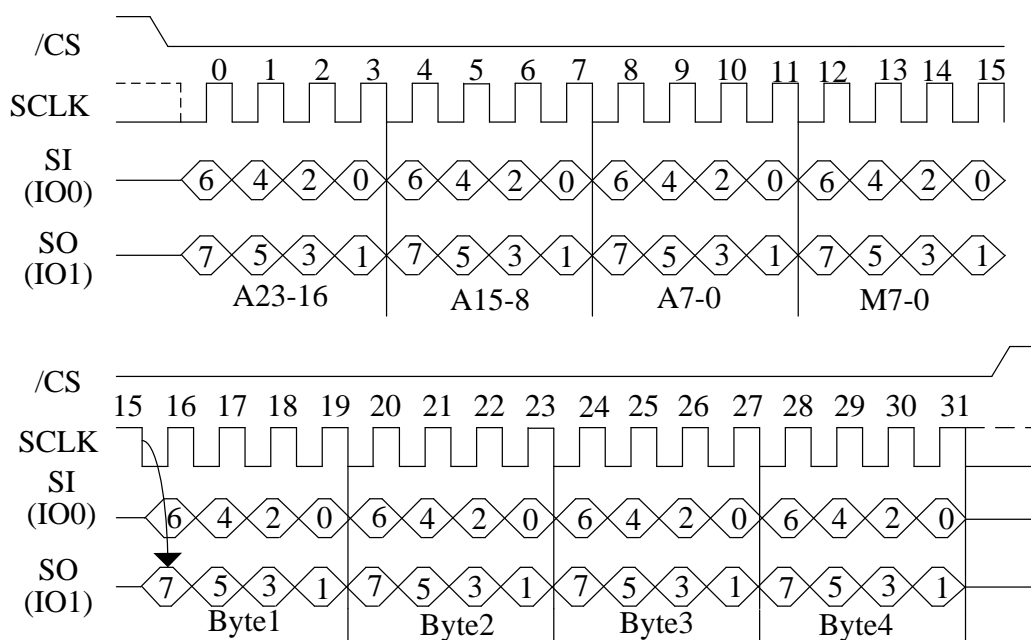 /CS
0 1 2 3 4 5 6 7 8 9 10 11 12 13 14 15
SCLK
SI
(IO0)
6 4 2 0 6 4 2 0 6 4 2 0 6 4 2 0
SO
(IO1)
7 5 3 1 7 5 3 1 7 5 3 1 7 5 3 1
A23-16 A15-8 A7-0 M7-0
/CS
15 16 17 18 19 20 21 22 23 24 25 26 27 28 29 30 31
SCLK
SI
(IO0)
6 4 2 0 6 4 2 0 6 4 2 0 6 4 2 0
SO
(IO1)
7 5 3 1 7 5 3 1 7 5 3 1 7 5 3 1
Byte1 Byte2 Byte3 Byte4